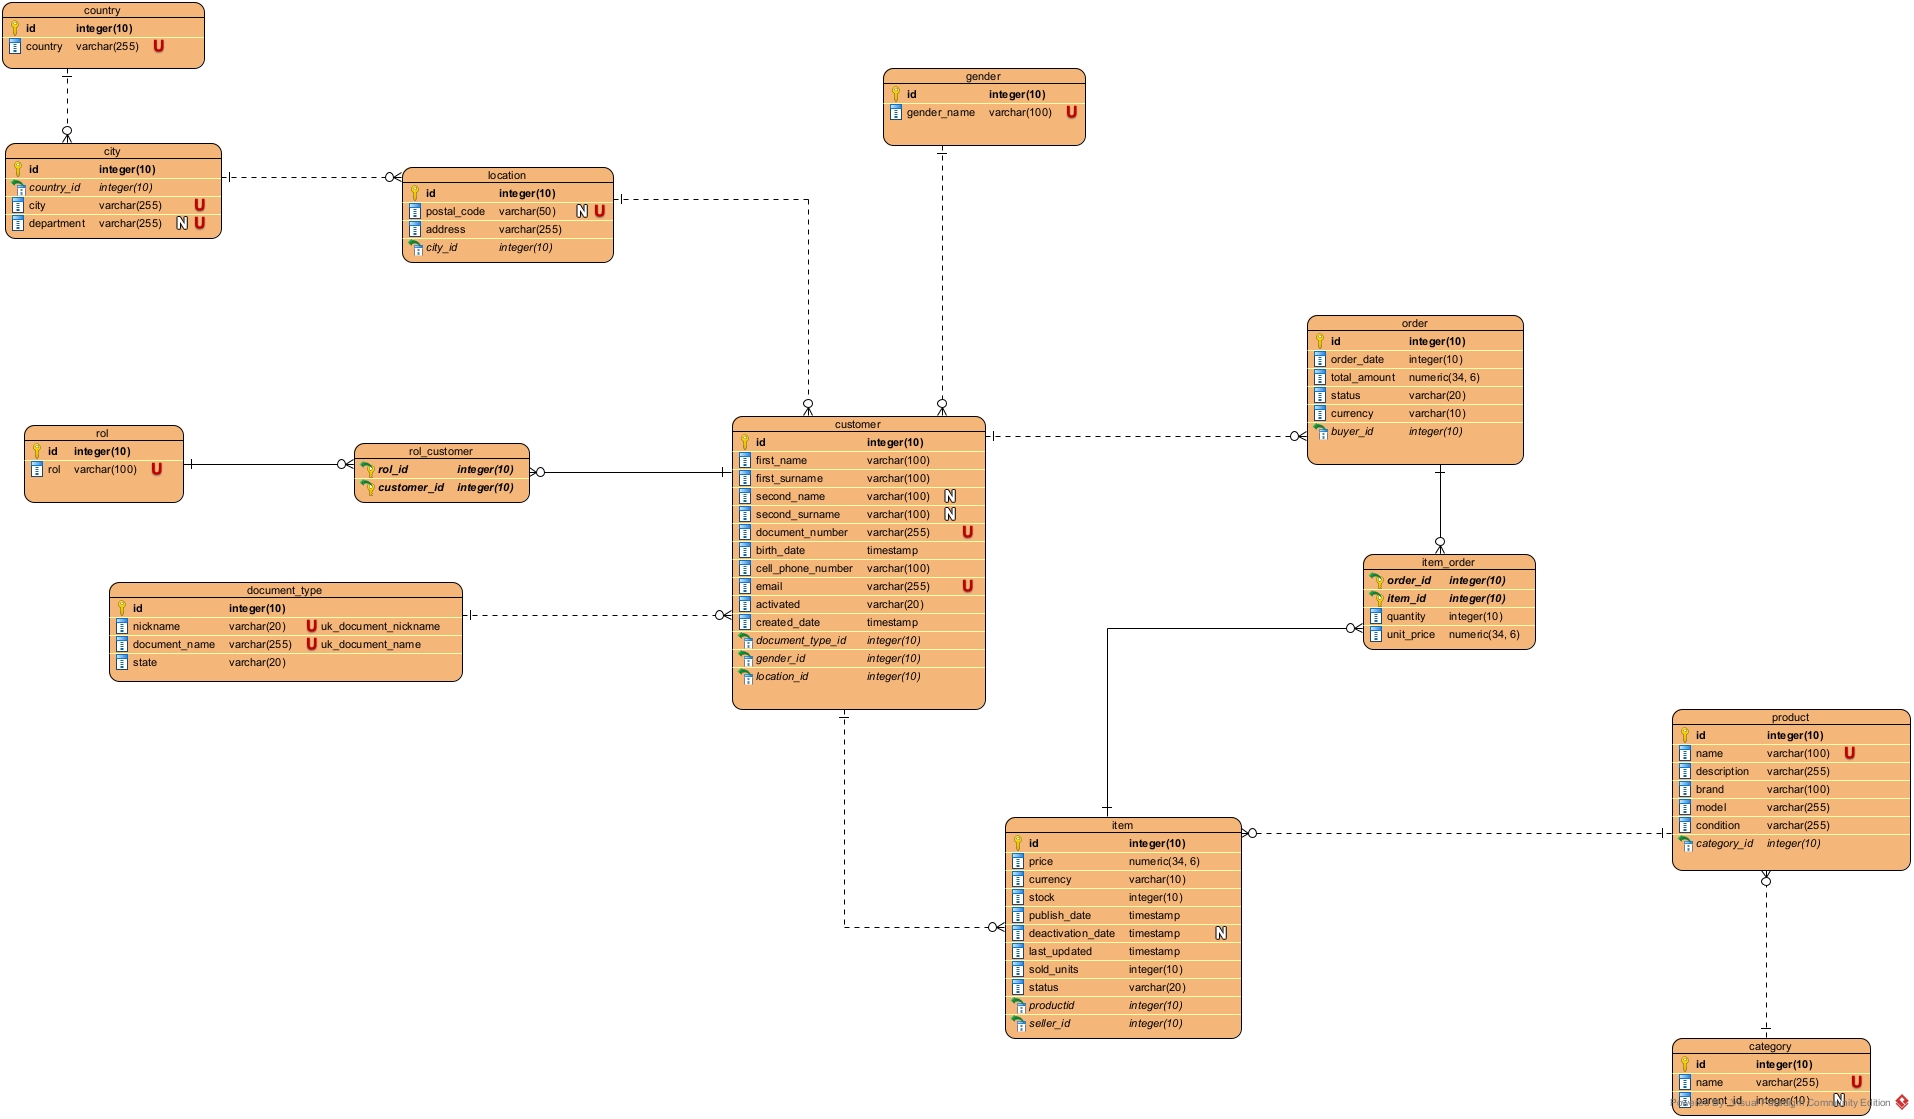 country
id integer(10)
country varchar(255) U
city
id integer(10)
country_id integer(10)
city varchar(255) U
department varchar(255) N U
location
id integer(10)
postal_code varchar(50) N U
address varchar(255)
city_id integer(10)
gender
id integer(10)
gender_name varchar(100) U
order
id integer(10)
order_date integer(10)
total_amount numeric(34, 6)
status varchar(20)
currency varchar(10)
buyer_id integer(10)
rol
id integer(10)
rol varchar(100) U
rol_customer
rol_id integer(10)
customer_id integer(10)
customer
id integer(10)
first_name varchar(100)
first_surname varchar(100)
second_name varchar(100) N
second_surname varchar(100) N
document_number varchar(255) U
birth_date timestamp
cell_phone_number varchar(100)
email varchar(255) U
activated varchar(20)
created_date timestamp
document_type_id integer(10)
gender_id integer(10)
location_id integer(10)
document_type
id integer(10)
nickname varchar(20) U uk_document_nickname
document_name varchar(255) U uk_document_name
state varchar(20)
item_order
order_id integer(10)
item_id integer(10)
quantity integer(10)
unit_price numeric(34, 6)
product
id integer(10)
name varchar(100) U
description varchar(255)
brand varchar(100)
model varchar(255)
condition varchar(255)
category_id integer(10)
item
id integer(10)
price numeric(34, 6)
currency varchar(10)
stock integer(10)
publish_date timestamp
deactivation_date timestamp N
last_updated timestamp
sold_units integer(10)
status varchar(20)
productid integer(10)
seller_id integer(10)
category
id integer(10)
name varchar(255) U
parent_id integer(10) N
Powered By Visual Paradigm Community Edition